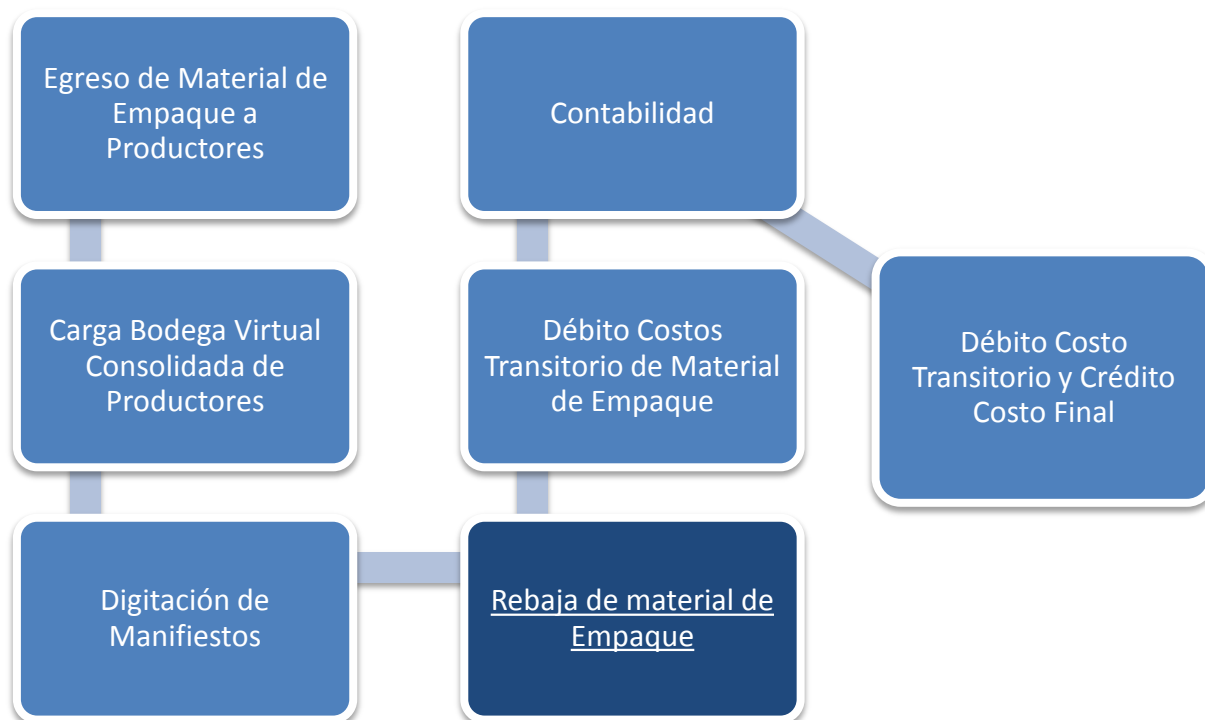 Egreso de Material de
Empaque a
Productores
Carga Bodega Virtual
Consolidada de
Productores
Digitación de
Manifiestos
Rebaja de material de
Empaque
Débito Costos
Transitorio de Material
de Empaque
Contabilidad
Débito Costo
Transitorio y Crédito
Costo Final